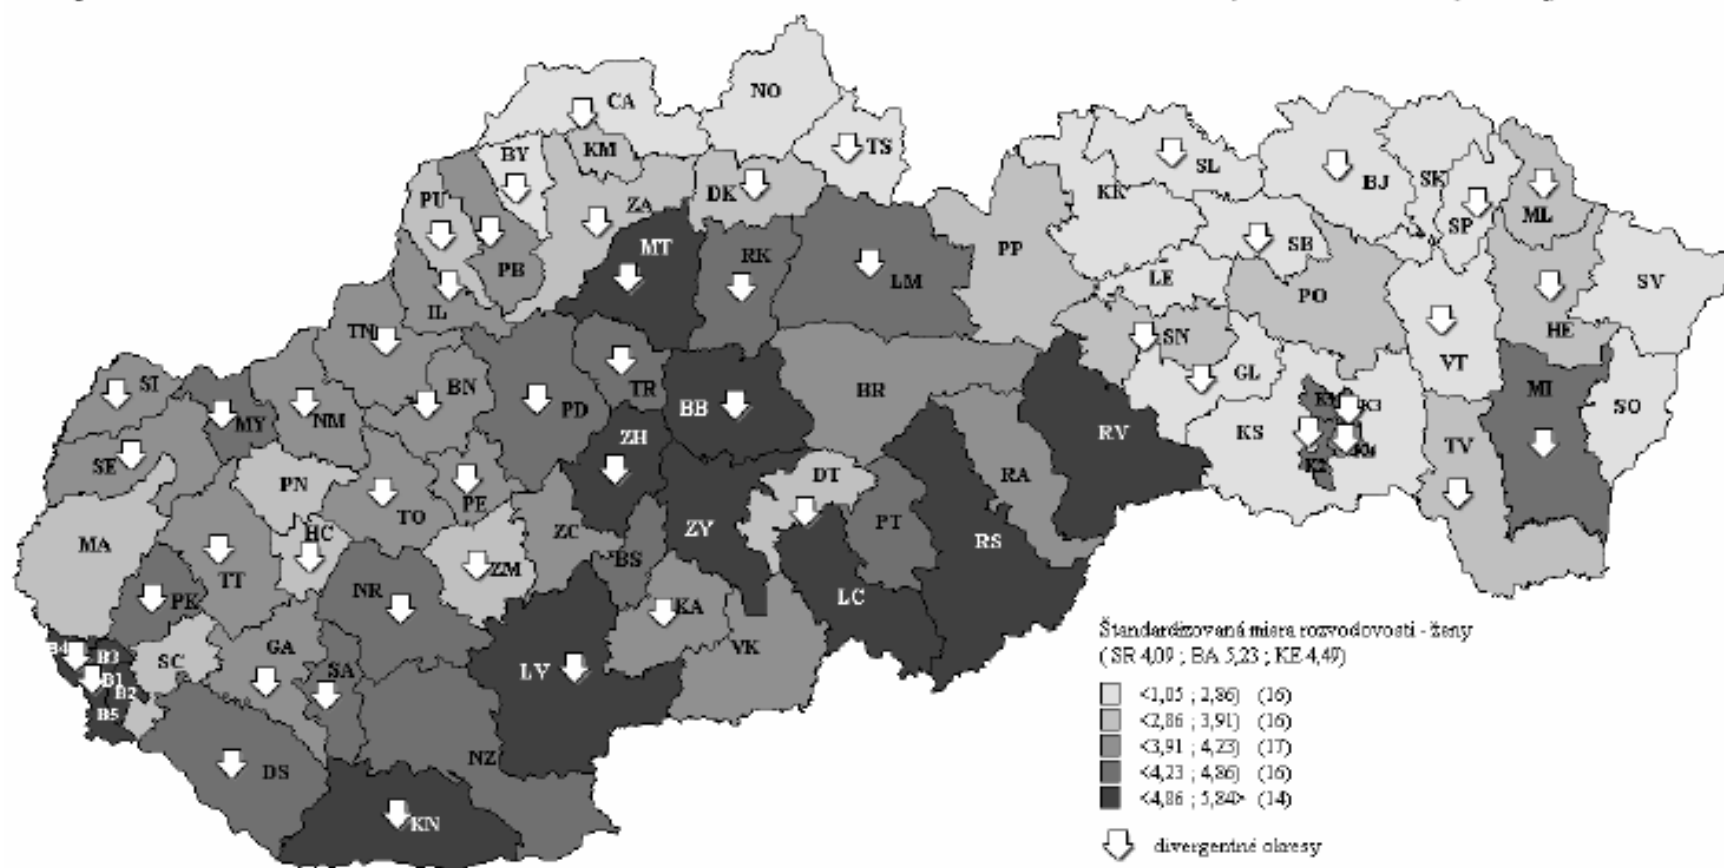 CA
NO
TS
BY
KM
PU
DK
ZA
PB
MT
RK
LM
PP
KK
SL
BJ
SK
SP
ML
SB
LE
PO
SV
IL
TN
SN
VT
HE
SI
MY
NM
BN
PD
TR
BB
BR
GL
MI
SO
SE
ZH
RV
KS
K3
K2
TV
PN
TO
PE
DT
RA
MA
TT
HC
ZM
ZC
BS
ZY
PT
RS
PK
NR
KA
LC
VK
B4
B3
B1
B2
B5
SC
GA
SA
LV
DS
NZ
KN
Štandardizovaná miera rozvodovosti - ženy
( SR 4,09 ; BA 5,23 ; KE 4,49)
<1,05 ; 2,86) (16)
<2,86 ; 3,91) (16)
<3,91 ; 4,23) (17)
<4,23 ; 4,86) (16)
<4,86 ; 5,84> (14)
divergentné okresy